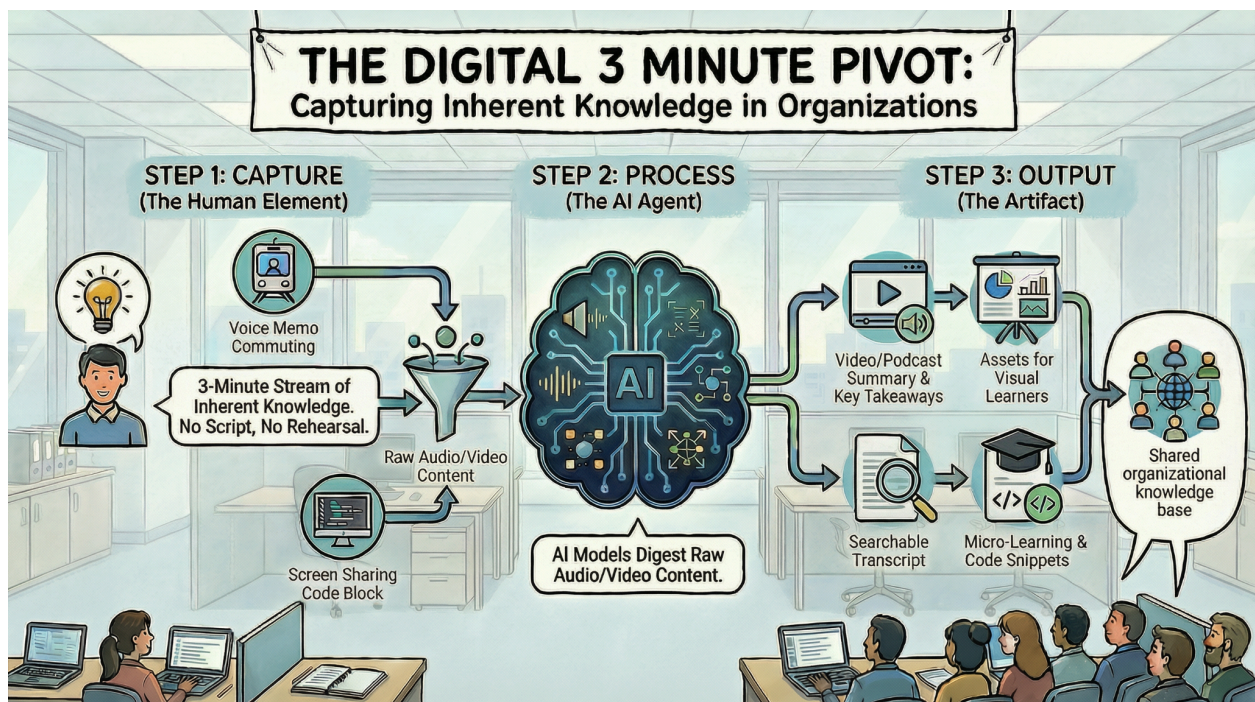 THE DIGITAL 3 MINUTE PIVOT:
Capturing Inherent Knowledge in Organizations
STEP 1: CAPTURE
(The Human Element)
Voice Memo
Commuting
3-Minute Stream of
Inherent Knowledge.
No Script, No Rehearsal.
Raw Audio/Video
Content
Screen Sharing
Code Block
STEP 2: PROCESS
(The AI Agent)
AI
AI Models Digest Raw
Audio/Video Content.
STEP 3: OUTPUT
(The Artifact)
Video/Podcast
Summary &
Key Takeaways
Assets for
Visual
Learners
Searchable
Transcript
</>
</>
Micro-Learning &
Code Snippets
Shared
organizational
knowledge
base